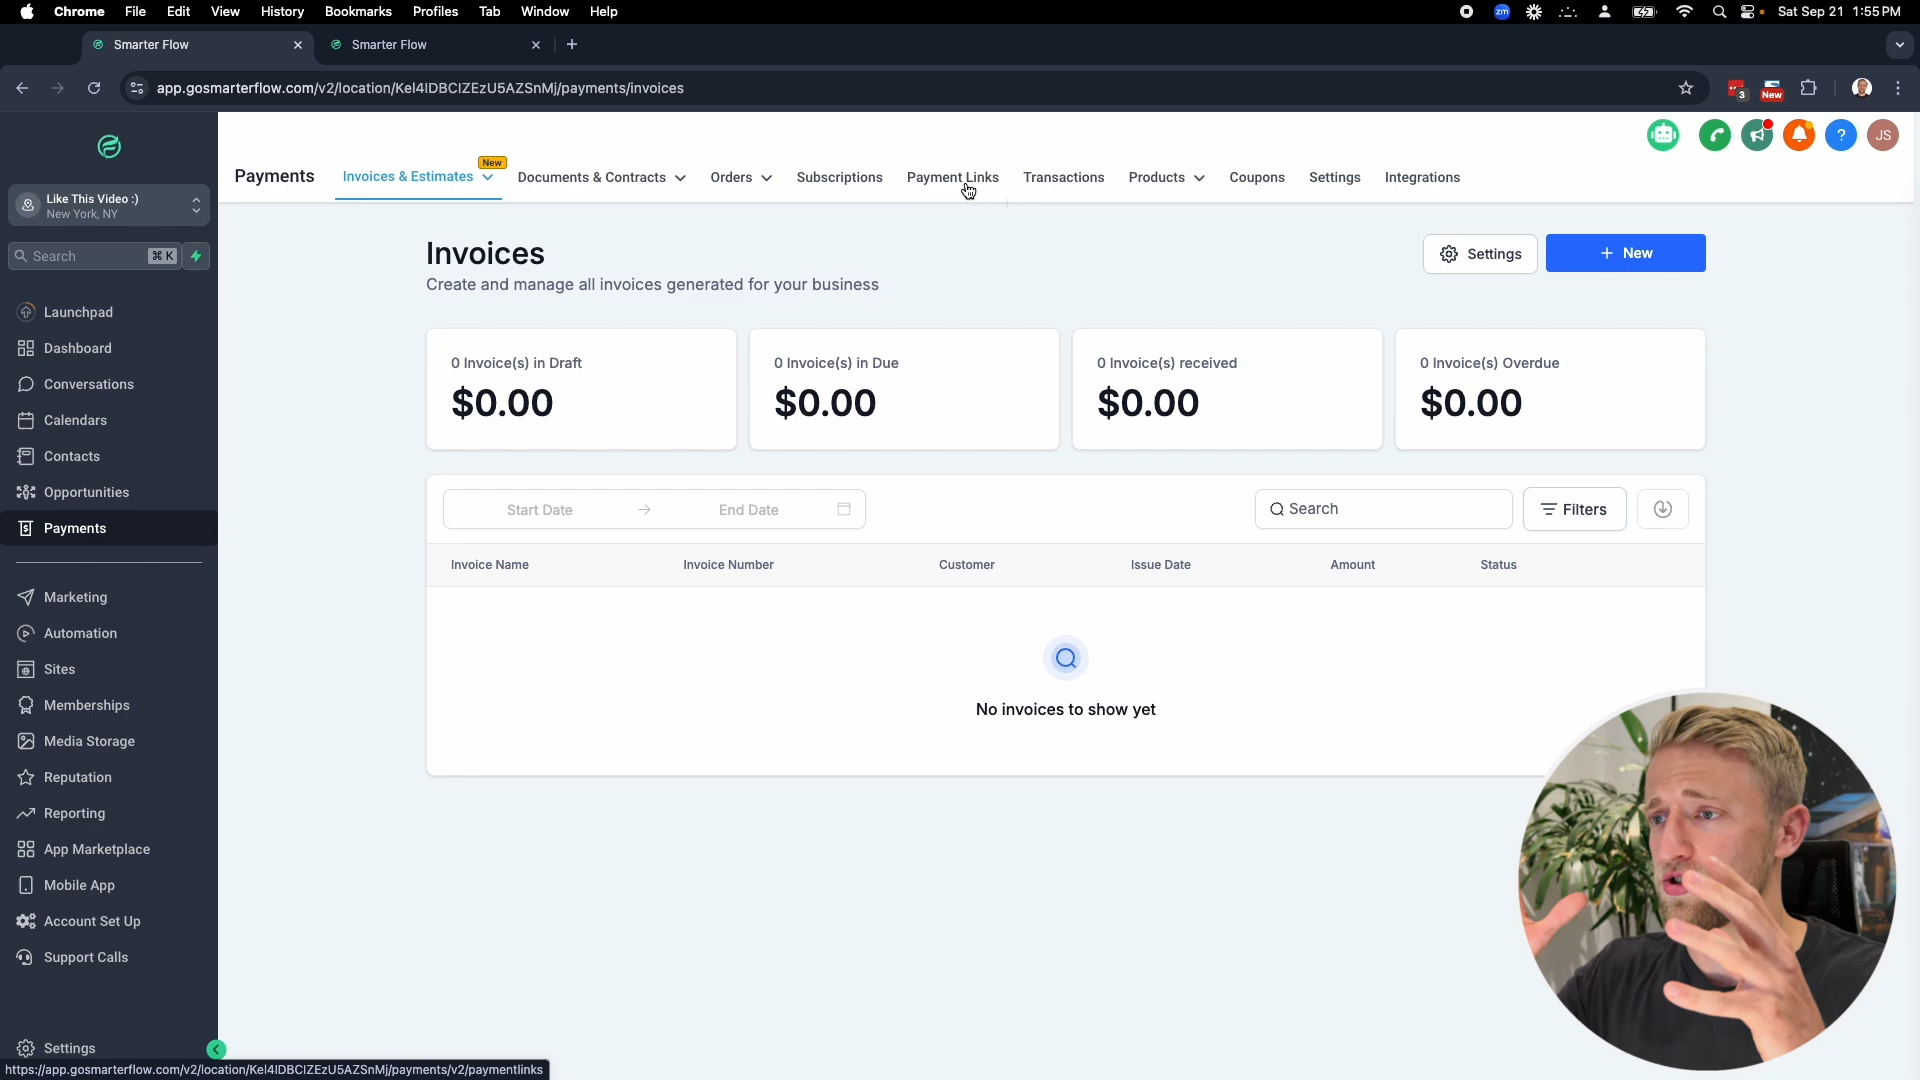 Chrome File Edit View History Bookmarks Profiles Tab Window Help
zm
Sat Sep 21 1:55 PM
Smarter Flow
Smarter Flow
app.gosmarterflow.com/v2/location/Kel4IDBCIZEzU5AZSnMj/payments/invoices
3
New
Like This Video :)
New York, NY
Search ⌘ K
Launchpad
Dashboard
Conversations
Calendars
Contacts
Opportunities
Payments
Marketing
Automation
Sites
Memberships
Media Storage
Reputation
Reporting
App Marketplace
Mobile App
Account Set Up
Support Calls
Settings
?
JS
New
Payments Invoices & Estimates Documents & Contracts Orders Subscriptions Payment Links Transactions Products Coupons Settings Integrations
Invoices
Create and manage all invoices generated for your business
Settings
+ New
0 Invoice(s) in Draft
$0.00
0 Invoice(s) in Due
$0.00
0 Invoice(s) received
$0.00
0 Invoice(s) Overdue
$0.00
Start Date → End Date
Search
Filters
Invoice Name Invoice Number Customer Issue Date Amount Status
No invoices to show yet
https://app.gosmarterflow.com/v2/location/Kel4IDBCIZEzU5AZSnMj/payments/v2/paymentlinks